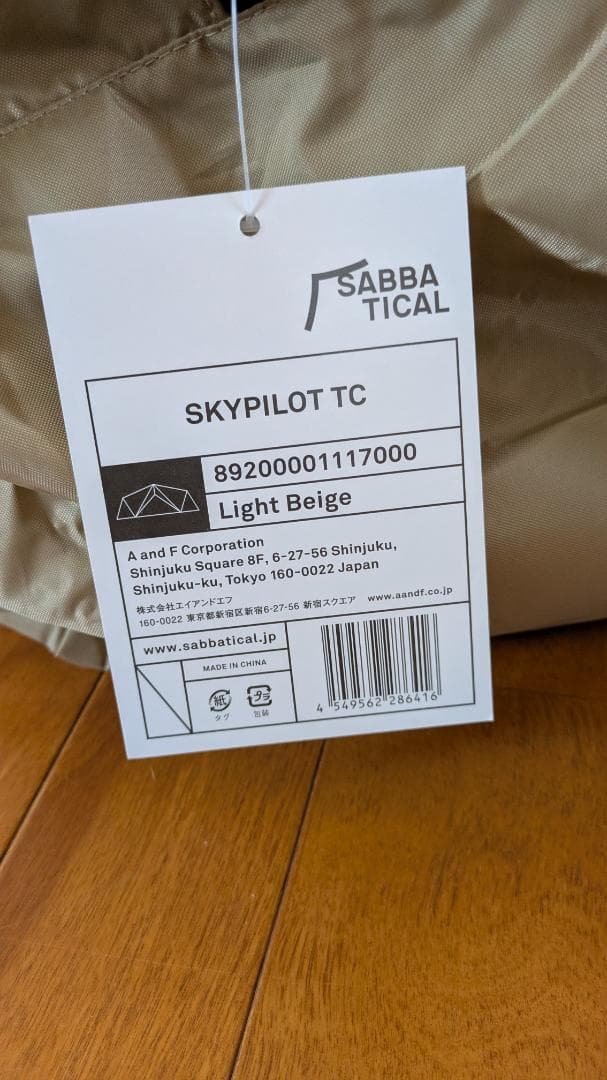 SABBA
TICAL
SKYPILOT TC
89200001117000
Light Beige
A and F Corporation
Shinjuku Square 8F, 6-27-56 Shinjuku,
Shinjuku-ku, Tokyo 160-0022 Japan
株式会社エイアンドエフ www.aandf.co.jp
160-0022 東京都新宿区新宿6-27-56 新宿スクエア
www.sabbatical.jp
MADE IN CHINA
紙 プラ
タグ 包装
4 549562 286416